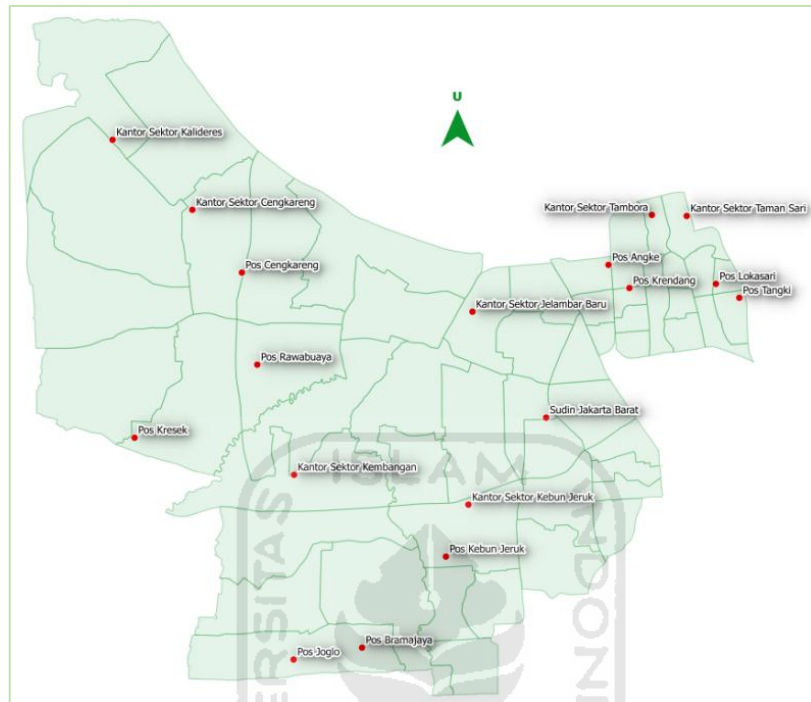 U
Kantor Sektor Kalideres
Kantor Sektor Cengkareng
Kantor Sektor Tambora
Kantor Sektor Taman Sari
Pos Cengkareng
Pos Angke
Pos Krendang
Pos Lokasari
Pos Tangki
Kantor Sektor Jelambar Baru
Pos Rawabuaya
Sudin Jakarta Barat
Pos Kresek
Kantor Sektor Kembangan
Kantor Sektor Kebun Jeruk
Pos Kebun Jeruk
Pos Bramajaya
Pos Joglo
ISLAM